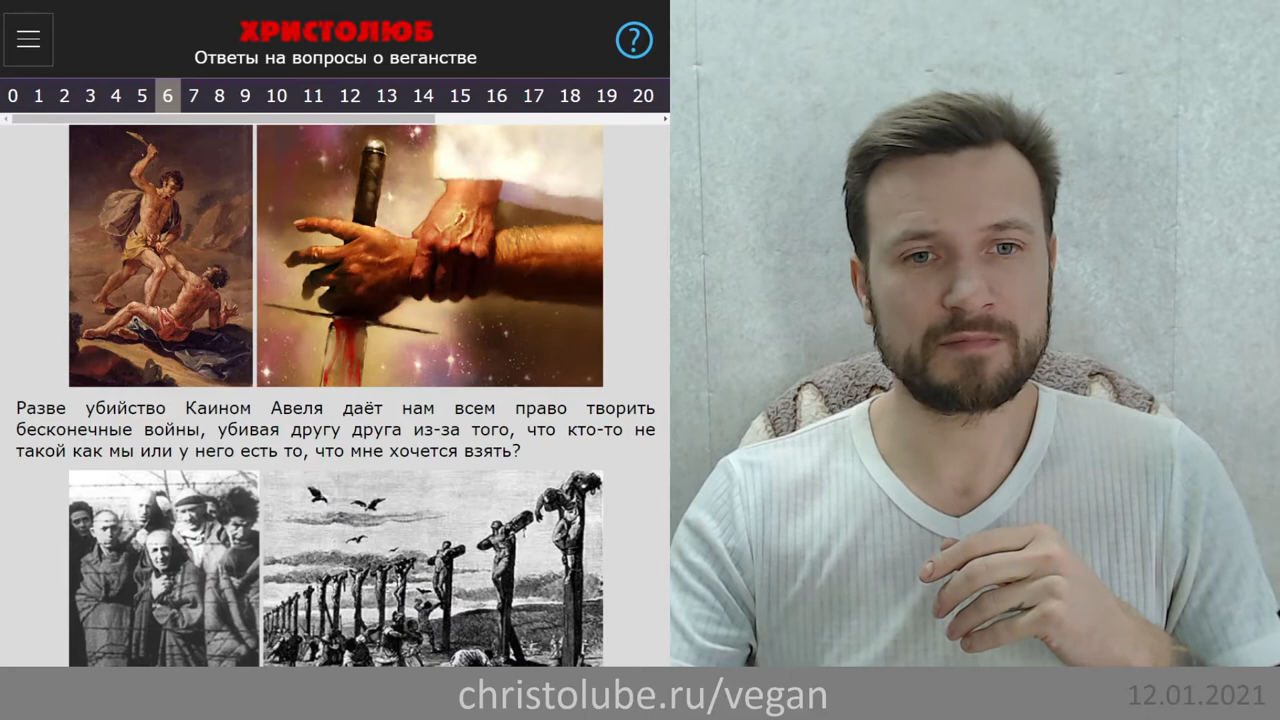 ХРИСТОЛЮБ
Ответы на вопросы о веганстве
?
0 1 2 3 4 5 6 7 8 9 10 11 12 13 14 15 16 17 18 19 20
Разве убийство Каином Авеля даёт нам всем право творить
бесконечные войны, убивая другу друга из-за того, что кто-то не
такой как мы или у него есть то, что мне хочется взять?
christolube.ru/vegan
12.01.2021